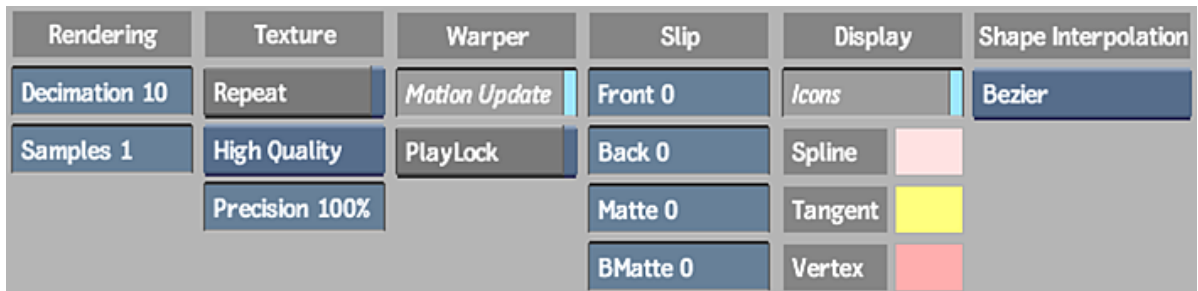 Rendering Texture Warper Slip Display Shape Interpolation
Decimation 10 Repeat Motion Update Front 0 Icons Bezier
Samples 1 High Quality PlayLock Back 0 Spline
Precision 100% Matte 0 Tangent
BMatte 0 Vertex